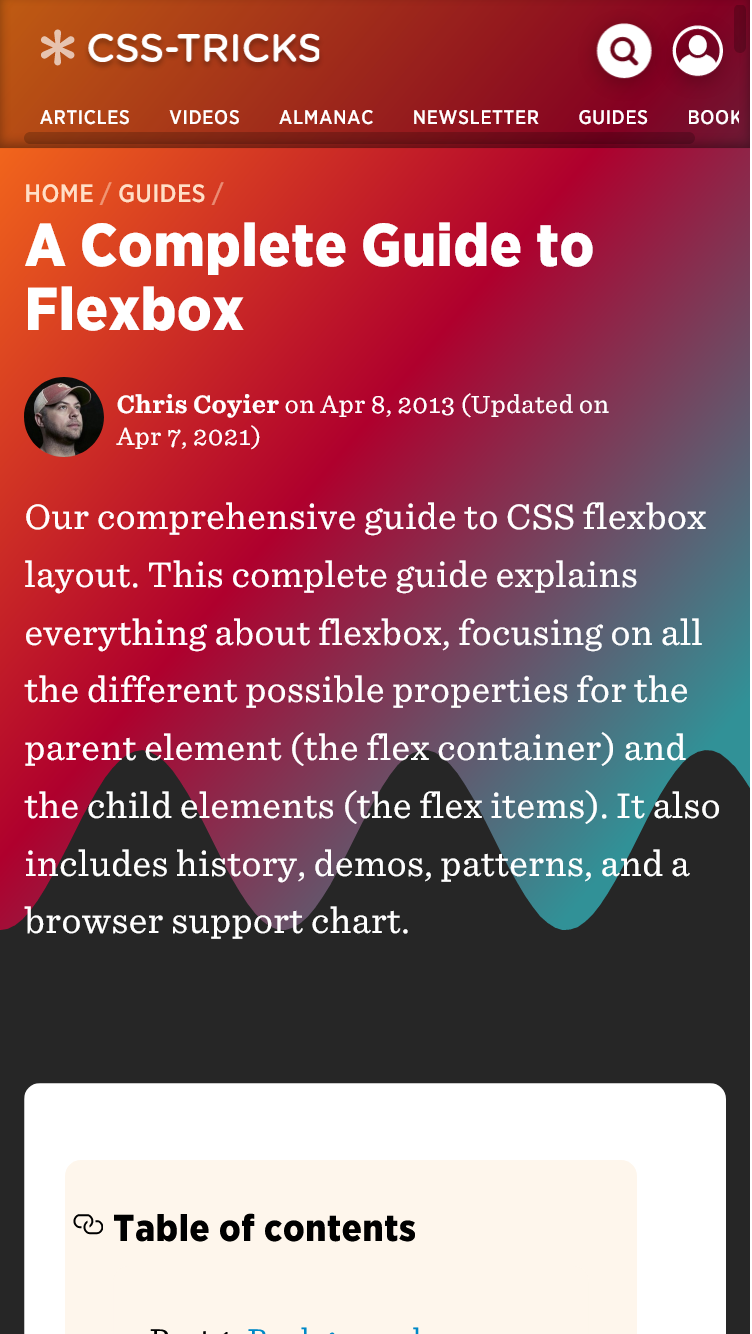 CSS-TRICKS
ARTICLES VIDEOS ALMANAC NEWSLETTER GUIDES BOOK
HOME / GUIDES /
A Complete Guide to
Flexbox
Chris Coyier on Apr 8, 2013 (Updated on
Apr 7, 2021)
Our comprehensive guide to CSS flexbox
layout. This complete guide explains
everything about flexbox, focusing on all
the different possible properties for the
parent element (the flex container) and
the child elements (the flex items). It also
includes history, demos, patterns, and a
browser support chart.
Table of contents